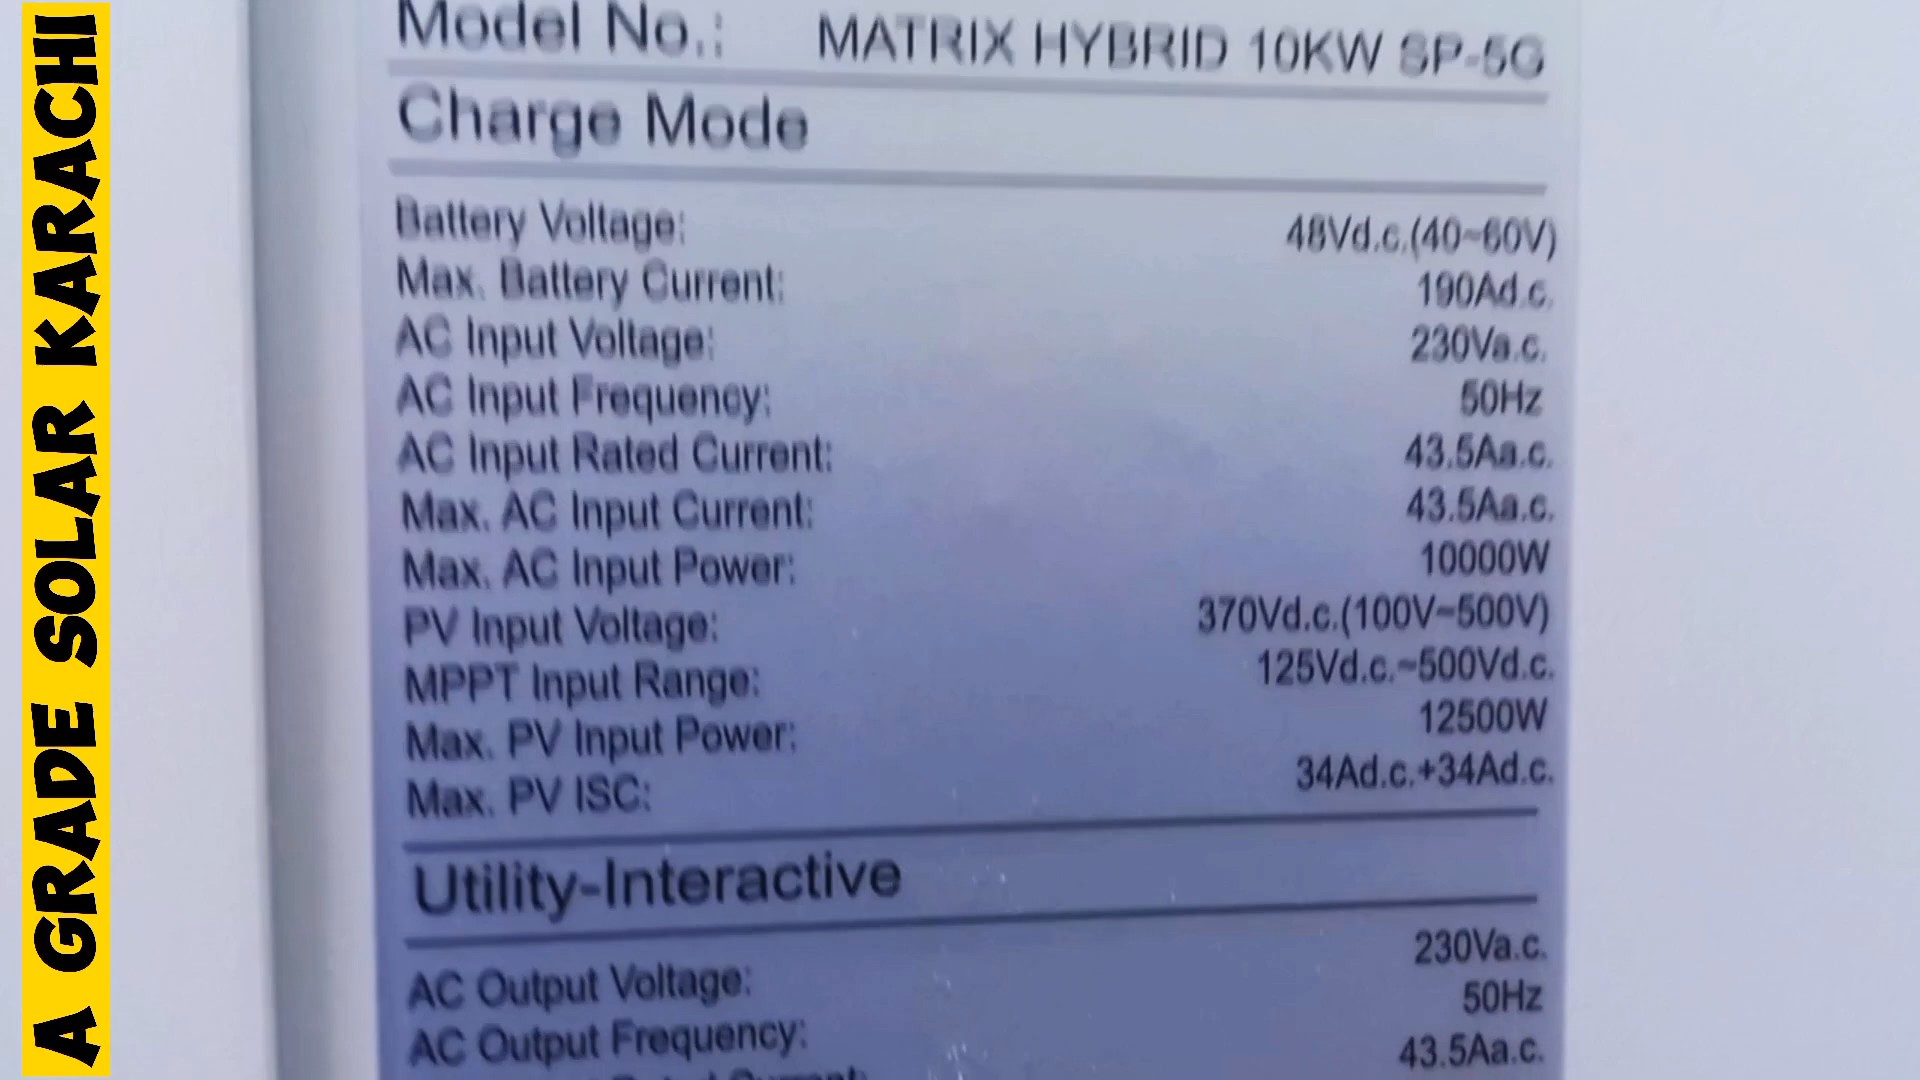 A GRADE SOLAR KARACHI
Model No.: MATRIX HYBRID 10KW SP-5G
Charge Mode
Battery Voltage: 48Vd.c.(40~60V)
Max. Battery Current: 190Ad.c.
AC Input Voltage: 230Va.c.
AC Input Frequency: 50Hz
AC Input Rated Current: 43.5Aa.c.
Max. AC Input Current: 43.5Aa.c.
Max. AC Input Power: 10000W
PV Input Voltage: 370Vd.c.(100V~500V)
MPPT Input Range: 125Vd.c.~500Vd.c.
Max. PV Input Power: 12500W
Max. PV ISC: 34Ad.c.+34Ad.c.
Utility-Interactive
AC Output Voltage: 230Va.c.
AC Output Frequency: 50Hz
Current: 43.5Aa.c.